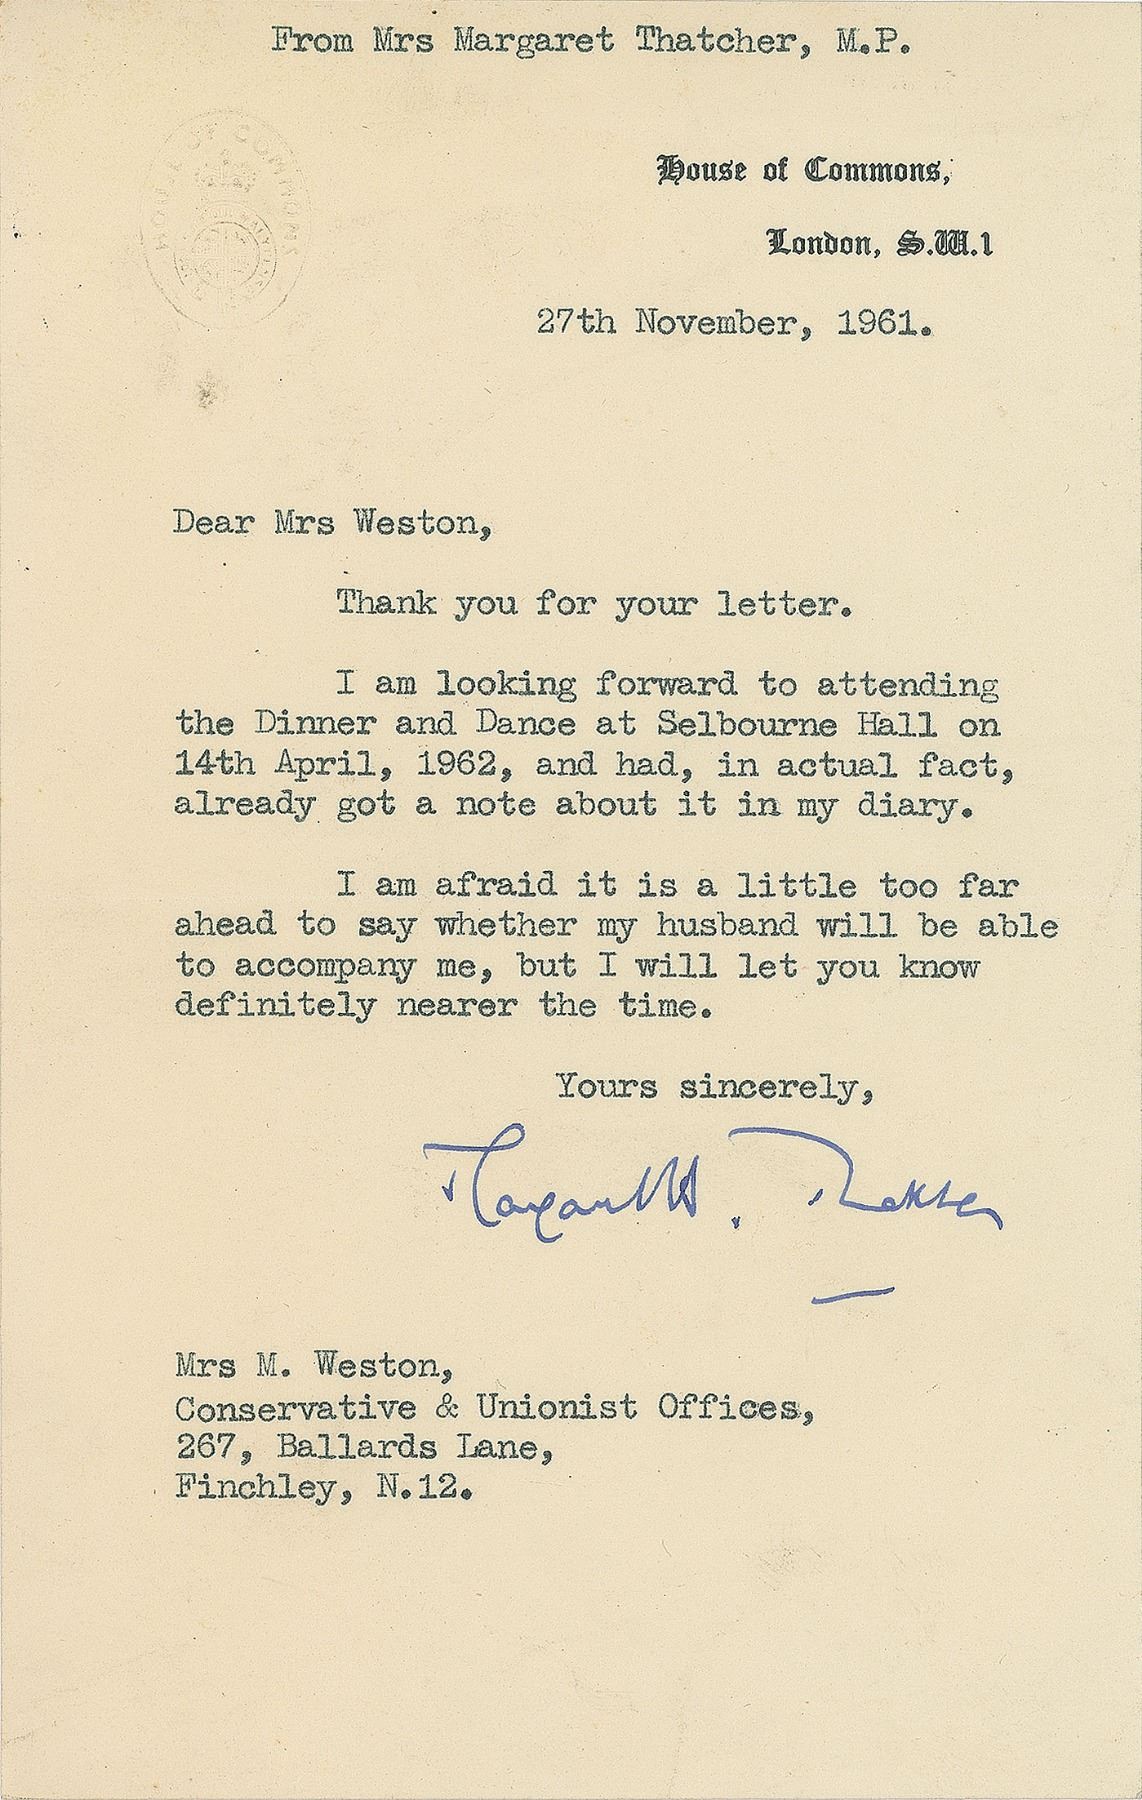 From Mrs Margaret Thatcher, M.P.
HOUSE OF COMMONS
House of Commons,
London, S.W.1
27th November, 1961.
Dear Mrs Weston,
Thank you for your letter.
I am looking forward to attending
the Dinner and Dance at Selbourne Hall on
14th April, 1962, and had, in actual fact,
already got a note about it in my diary.
I am afraid it is a little too far
ahead to say whether my husband will be able
to accompany me, but I will let you know
definitely nearer the time.
Yours sincerely,
Margaret H. Thatcher
Mrs M. Weston,
Conservative & Unionist Offices,
267, Ballards Lane,
Finchley, N.12.